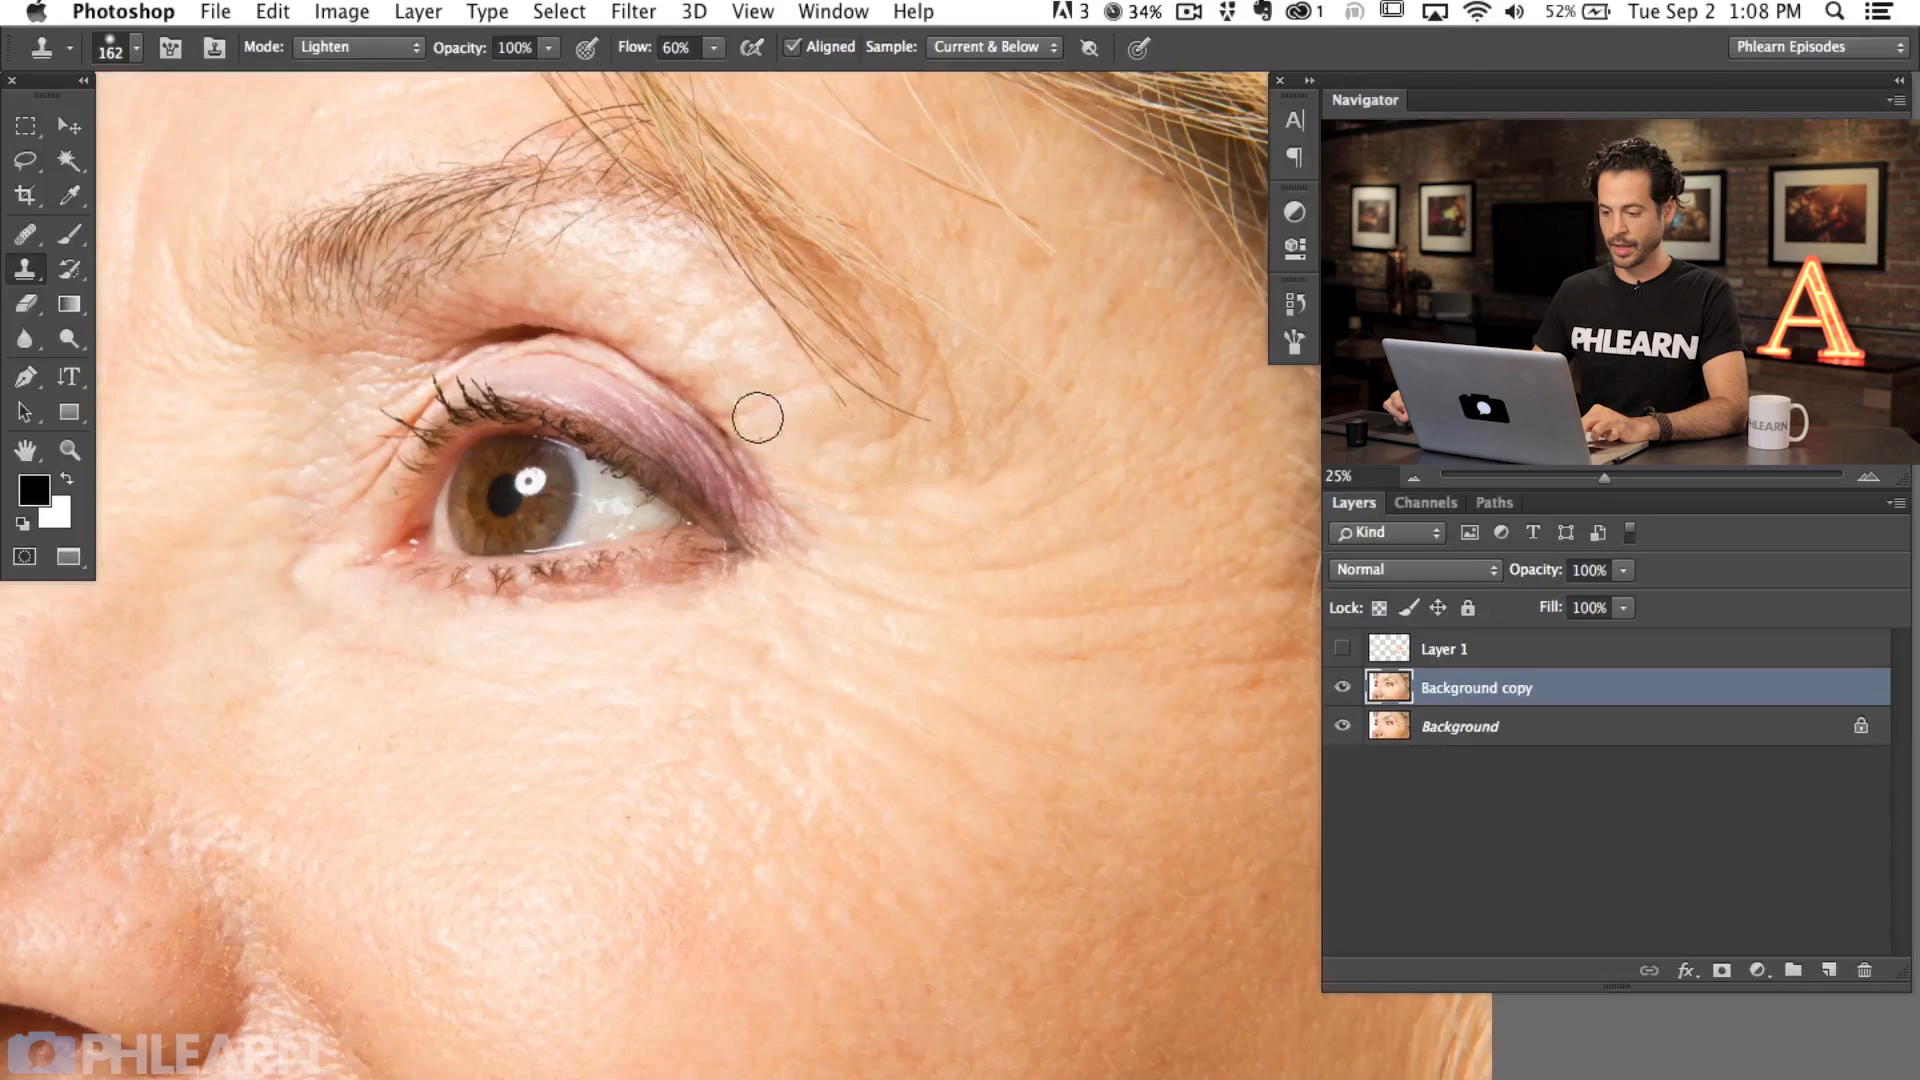 Photoshop File Edit Image Layer Type Select Filter 3D View Window Help 3 34% 1 52% Tue Sep 2 1:08 PM
162 Mode: Lighten Opacity: 100% Flow: 60% Aligned Sample: Current & Below Phlearn Episodes
Navigator
A
PHLEARN
HLEARN
25%
Layers Channels Paths
Kind
Normal Opacity: 100%
Lock: Fill: 100%
Layer 1
Background copy
Background
fx
PHLEARN